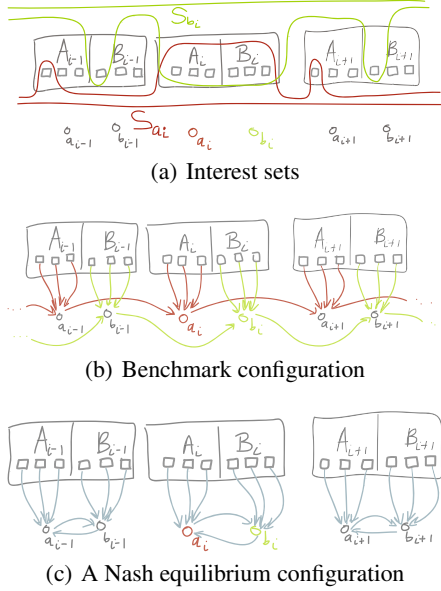 S_{b_i}
A_{i-1} B_{i-1} A_i B_i A_{i+1} B_{i+1}
S_{a_i}
a_{i-1} b_{i-1} a_i b_i a_{i+1} b_{i+1}
(a) Interest sets
A_{i-1} B_{i-1} A_i B_i A_{i+1} B_{i+1}
a_{i-1} b_{i-1} a_i b_i a_{i+1} b_{i+1}
(b) Benchmark configuration
A_{i-1} B_{i-1} A_i B_i A_{i+1} B_{i+1}
a_{i-1} b_{i-1} a_i b_i a_{i+1} b_{i+1}
(c) A Nash equilibrium configuration